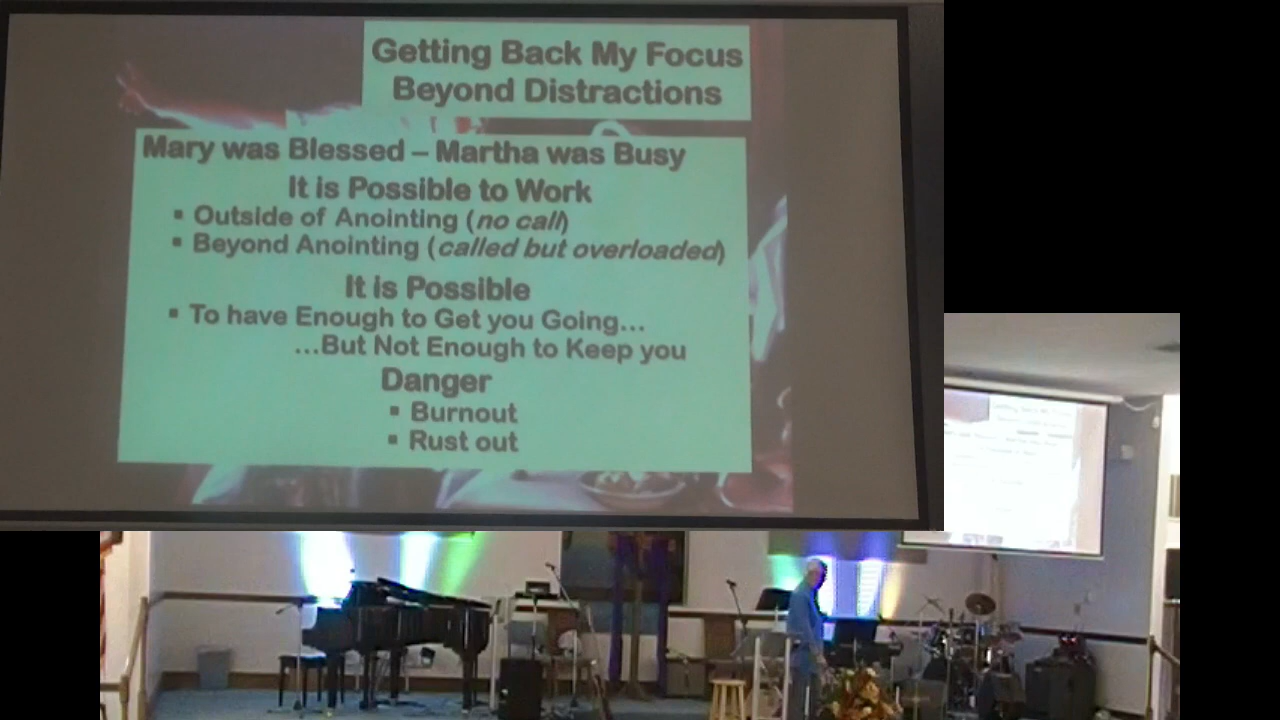 Getting Back My Focus
Beyond Distractions
Mary was Blessed – Martha was Busy
It is Possible to Work
▪ Outside of Anointing (no call)
▪ Beyond Anointing (called but overloaded)
It is Possible
▪ To have Enough to Get you Going...
...But Not Enough to Keep you
Danger
▪ Burnout
▪ Rust out